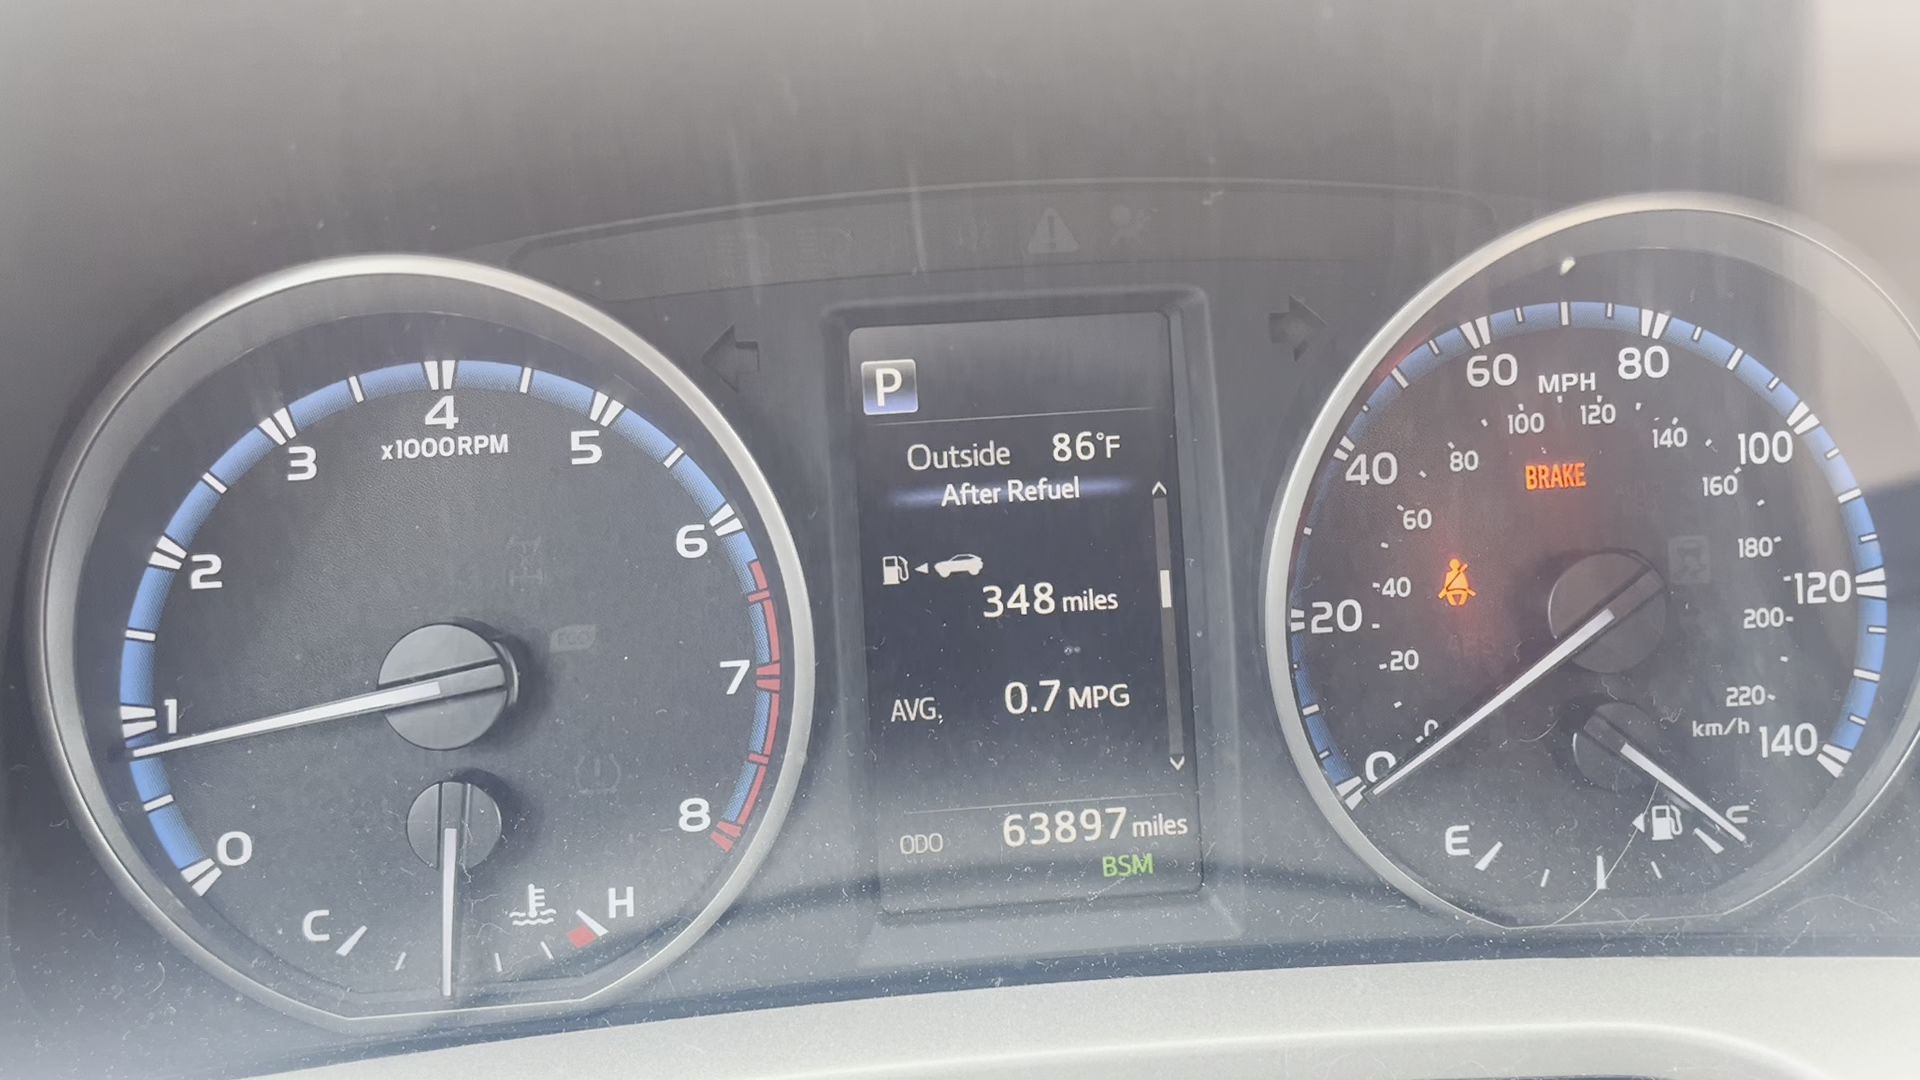 0
1
2
3
4
5
6
7
8
x1000RPM
C
H
P
Outside 86°F
After Refuel
348 miles
AVG. 0.7 MPG
ODO 63897 miles
BSM
0
20
40
60
80
100
120
140
MPH
0
20
40
60
80
100
120
140
160
180
200
220
km/h
BRAKE
E